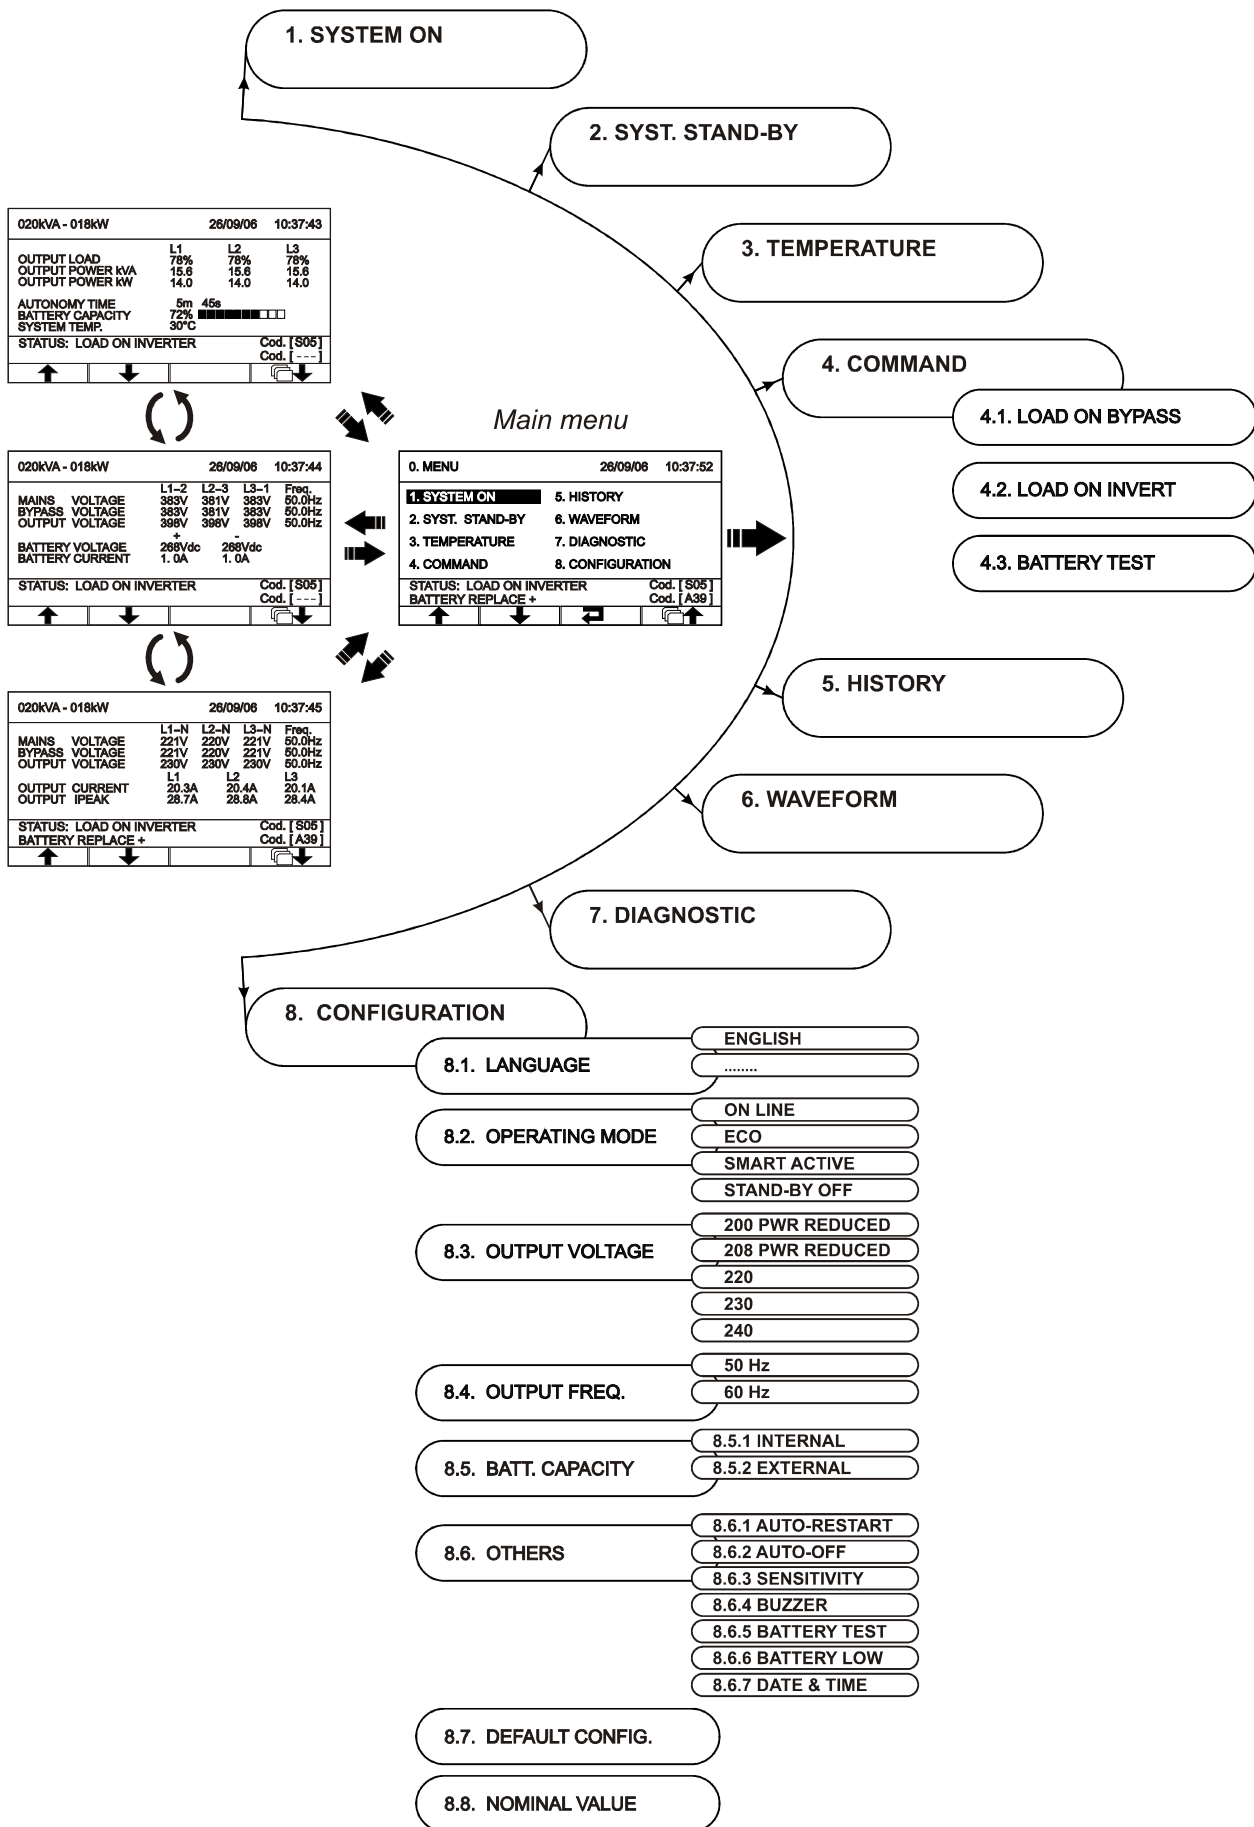 1. SYSTEM ON
2. SYST. STAND-BY
3. TEMPERATURE
4. COMMAND
4.1. LOAD ON BYPASS
4.2. LOAD ON INVERT
4.3. BATTERY TEST
5. HISTORY
6. WAVEFORM
7. DIAGNOSTIC
020kVA - 018kW 26/09/06 10:37:43
L1 L2 L3
OUTPUT LOAD 78% 78% 78%
OUTPUT POWER kVA 15.6 15.6 15.6
OUTPUT POWER kW 14.0 14.0 14.0
AUTONOMY TIME 5m 45s
BATTERY CAPACITY 72%
SYSTEM TEMP. 30°C
STATUS: LOAD ON INVERTER Cod. [S05]
Cod. [---]
020kVA - 018kW 26/09/06 10:37:44
L1-2 L2-3 L3-1 Freq.
MAINS VOLTAGE 383V 381V 383V 50.0Hz
BYPASS VOLTAGE 383V 381V 383V 50.0Hz
OUTPUT VOLTAGE 398V 398V 398V 50.0Hz
+ -
BATTERY VOLTAGE 268Vdc 268Vdc
BATTERY CURRENT 1. 0A 1. 0A
STATUS: LOAD ON INVERTER Cod. [S05]
Cod. [---]
020kVA - 018kW 26/09/06 10:37:45
L1-N L2-N L3-N Freq.
MAINS VOLTAGE 221V 220V 221V 50.0Hz
BYPASS VOLTAGE 221V 220V 221V 50.0Hz
OUTPUT VOLTAGE 230V 230V 230V 50.0Hz
L1 L2 L3
OUTPUT CURRENT 20.3A 20.4A 20.1A
OUTPUT IPEAK 28.7A 28.8A 28.4A
STATUS: LOAD ON INVERTER Cod. [S05]
BATTERY REPLACE + Cod. [A39]
Main menu
0. MENU 26/09/06 10:37:52
1. SYSTEM ON 5. HISTORY
2. SYST. STAND-BY 6. WAVEFORM
3. TEMPERATURE 7. DIAGNOSTIC
4. COMMAND 8. CONFIGURATION
STATUS: LOAD ON INVERTER Cod. [S05]
BATTERY REPLACE + Cod. [A39]
8. CONFIGURATION
8.1. LANGUAGE
ENGLISH
........
8.2. OPERATING MODE
ON LINE
ECO
SMART ACTIVE
STAND-BY OFF
8.3. OUTPUT VOLTAGE
200 PWR REDUCED
208 PWR REDUCED
220
230
240
8.4. OUTPUT FREQ.
50 Hz
60 Hz
8.5. BATT. CAPACITY
8.5.1 INTERNAL
8.5.2 EXTERNAL
8.6. OTHERS
8.6.1 AUTO-RESTART
8.6.2 AUTO-OFF
8.6.3 SENSITIVITY
8.6.4 BUZZER
8.6.5 BATTERY TEST
8.6.6 BATTERY LOW
8.6.7 DATE & TIME
8.7. DEFAULT CONFIG.
8.8. NOMINAL VALUE